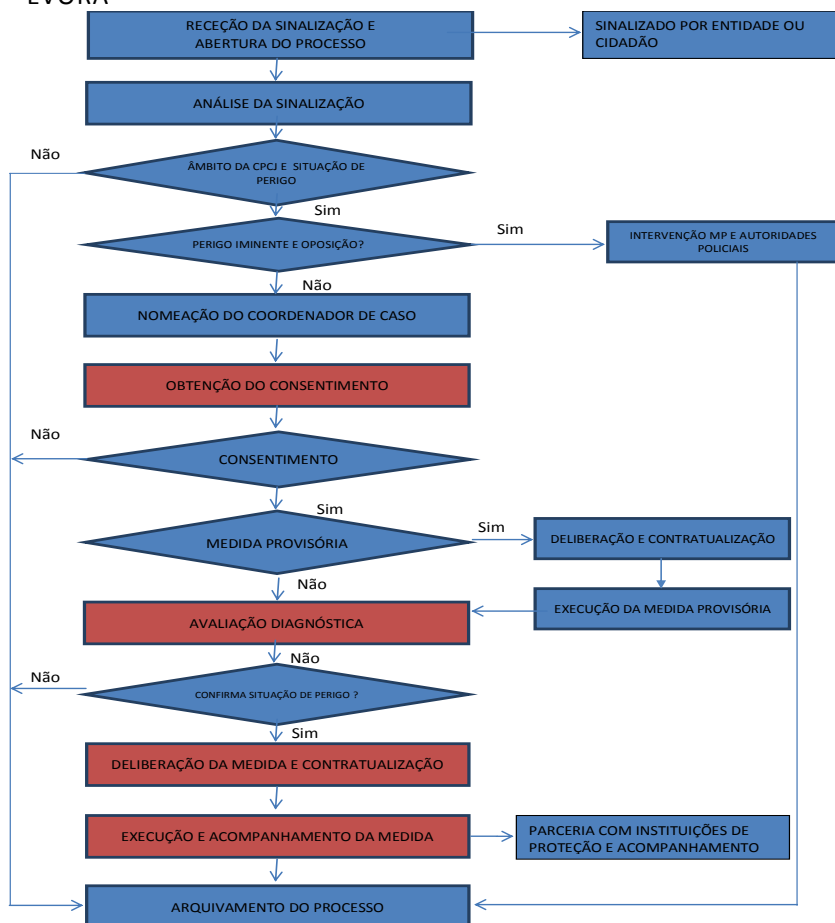 ÉVORA
RECEÇÃO DA SINALIZAÇÃO E
ABERTURA DO PROCESSO
SINALIZADO POR ENTIDADE OU
CIDADÃO
ANÁLISE DA SINALIZAÇÃO
Não
ÂMBITO DA CPCJ E SITUAÇÃO DE
PERIGO
Sim
PERIGO IMINENTE E OPOSIÇÃO?
Sim
INTERVENÇÃO MP E AUTORIDADES
POLICIAIS
Não
NOMEAÇÃO DO COORDENADOR DE CASO
OBTENÇÃO DO CONSENTIMENTO
Não
CONSENTIMENTO
Sim
MEDIDA PROVISÓRIA
Sim
DELIBERAÇÃO E CONTRATUALIZAÇÃO
Não
EXECUÇÃO DA MEDIDA PROVISÓRIA
AVALIAÇÃO DIAGNÓSTICA
Não
Não
CONFIRMA SITUAÇÃO DE PERIGO ?
Sim
DELIBERAÇÃO DA MEDIDA E CONTRATUALIZAÇÃO
EXECUÇÃO E ACOMPANHAMENTO DA MEDIDA
PARCERIA COM INSTITUIÇÕES DE
PROTEÇÃO E ACOMPANHAMENTO
ARQUIVAMENTO DO PROCESSO